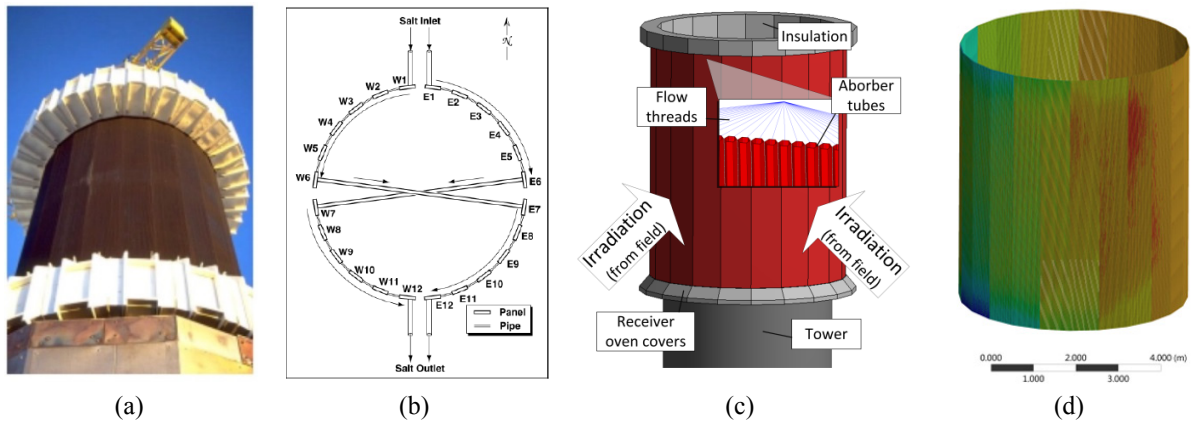 Salt Inlet
N
W1
E1
W2
E2
W3
E3
W4
E4
W5
E5
W6
E6
W7
E7
W8
E8
W9
E9
W10
E10
W11
E11
W12
E12
Panel
Pipe
Salt Outlet
Insulation
Flow
threads
Aborber
tubes
Irradiation
(from field)
Irradiation
(from field)
Receiver
oven covers
Tower
0.000
2.000
4.000 (m)
1.000
3.000
(a)
(b)
(c)
(d)